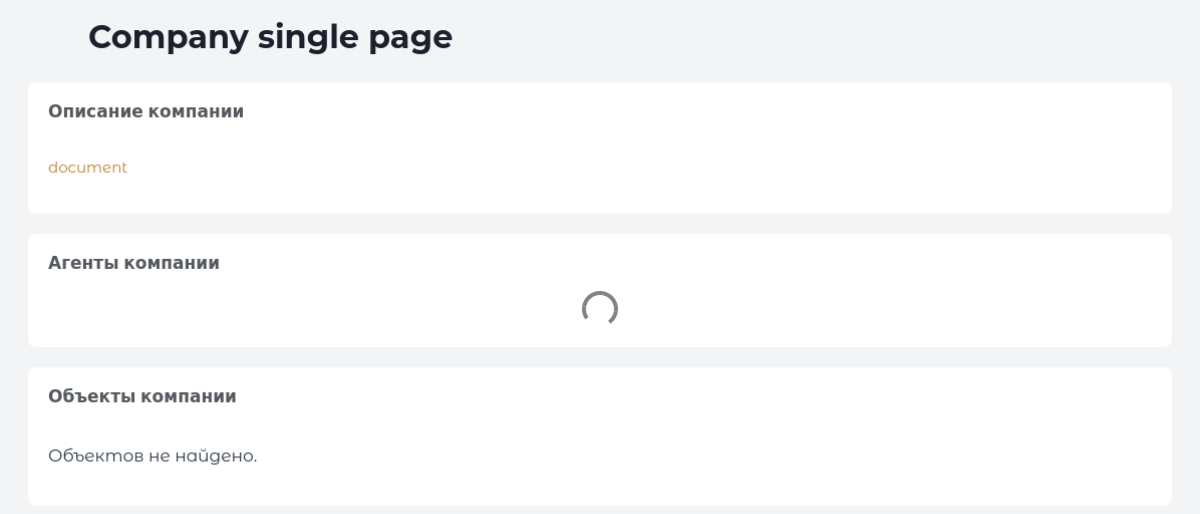 Company single page
Описание компании
document
Агенты компании
Объекты компании
Объектов не найдено.